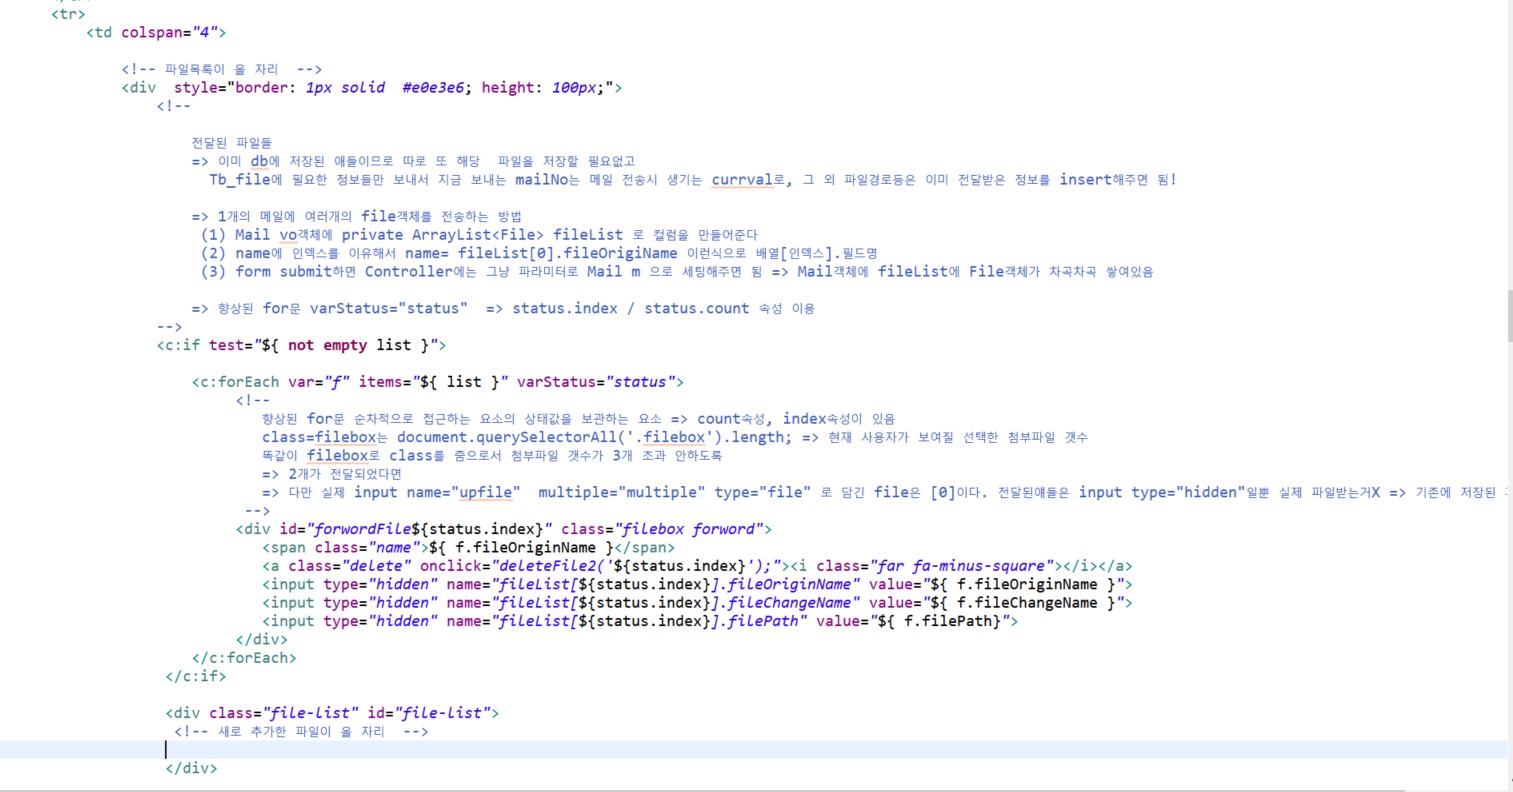 <tr>
<td colspan="4">
<!-- 파일목록이 올 자리 -->
<div style="border: 1px solid #e0e3e6; height: 100px;">
<!--
전달된 파일들
=> 이미 db에 저장된 애들이므로 따로 또 해당 파일을 저장할 필요없고
Tb_file에 필요한 정보들만 보내서 지금 보내는 mailNo는 메일 전송시 생기는 currval로, 그 외 파일경로등은 이미 전달받은 정보를 insert해주면 됨!
=> 1개의 메일에 여러개의 file객체를 전송하는 방법
(1) Mail vo객체에 private ArrayList<File> fileList 로 컬럼을 만들어준다
(2) name에 인덱스를 이유해서 name= fileList[0].fileOrigiName 이런식으로 배열[인덱스].필드명
(3) form submit하면 Controller에는 그냥 파라미터로 Mail m 으로 세팅해주면 됨 => Mail객체에 fileList에 File객체가 차곡차곡 쌓여있음
=> 향상된 for문 varStatus="status" => status.index / status.count 속성 이용
-->
<c:if test="${ not empty list }">
<c:forEach var="f" items="${ list }" varStatus="status">
<!--
향상된 for문 순차적으로 접근하는 요소의 상태값을 보관하는 요소 => count속성, index속성이 있음
class=filebox는 document.querySelectorAll('.filebox').length; => 현재 사용자가 보여질 선택한 첨부파일 갯수
똑같이 filebox로 class를 줌으로서 첨부파일 갯수가 3개 초과 안하도록
=> 2개가 전달되었다면
=> 다만 실제 input name="upfile" multiple="multiple" type="file" 로 담긴 file은 [0]이다. 전달된애들은 input type="hidden"일뿐 실제 파일받는거X => 기존에 저장된
-->
<div id="forwordFile${status.index}" class="filebox forword">
<span class="name">${ f.fileOriginName }</span>
<a class="delete" onclick="deleteFile2('${status.index}');"><i class="far fa-minus-square"></i></a>
<input type="hidden" name="fileList[${status.index}].fileOriginName" value="${ f.fileOriginName }">
<input type="hidden" name="fileList[${status.index}].fileChangeName" value="${ f.fileChangeName }">
<input type="hidden" name="fileList[${status.index}].filePath" value="${ f.filePath}">
</div>
</c:forEach>
</c:if>
<div class="file-list" id="file-list">
<!-- 새로 추가한 파일이 올 자리 -->
</div>